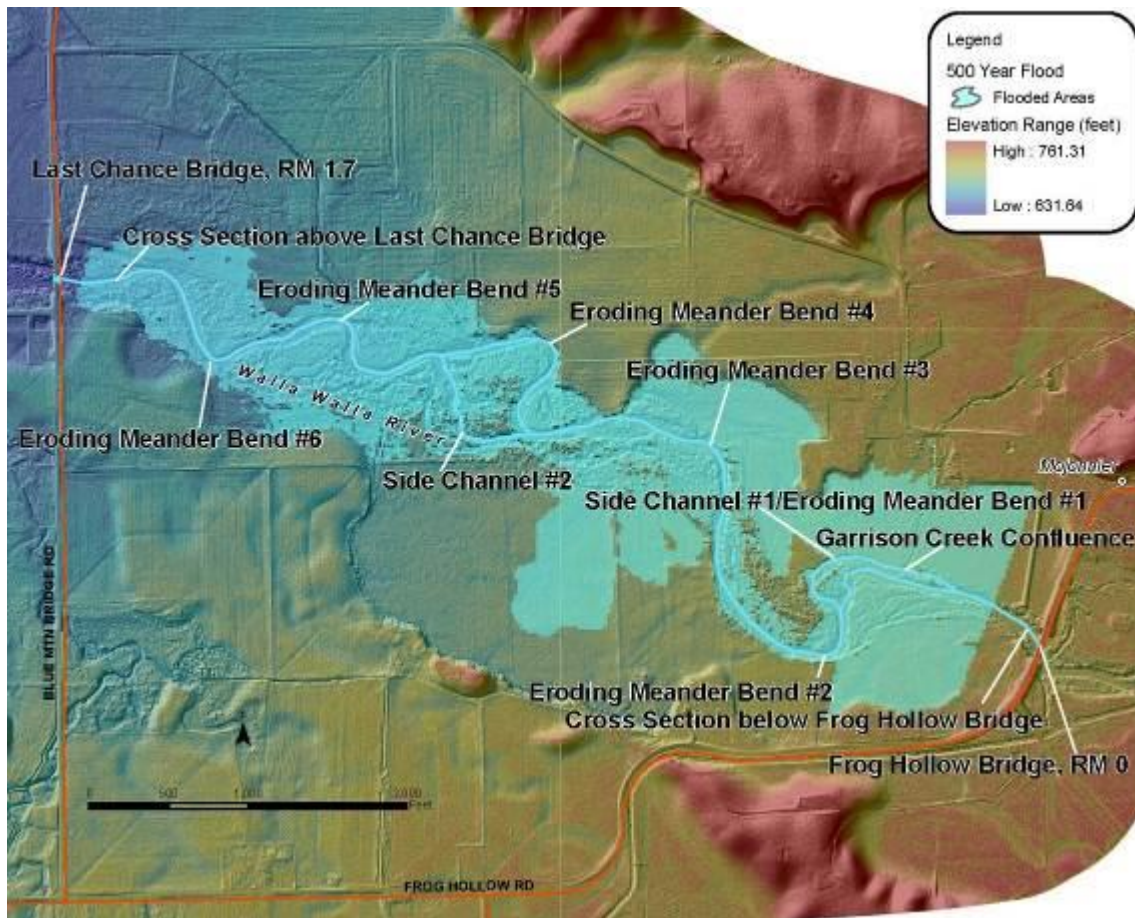 Legend
500 Year Flood
Flooded Areas
Elevation Range (feet)
High : 761.31
Low : 631.64
Last Chance Bridge, RM 1.7
Cross Section above Last Chance Bridge
Eroding Meander Bend #5
Eroding Meander Bend #4
Eroding Meander Bend #3
Walla Walla River
Eroding Meander Bend #6
Side Channel #2
Mojonnier
Side Channel #1/Eroding Meander Bend #1
Garrison Creek Confluence
BLUE MTN BRIDGE RD
Eroding Meander Bend #2
Cross Section below Frog Hollow Bridge
Frog Hollow Bridge, RM 0
0 500 1,000 2,000
Feet
FROG HOLLOW RD